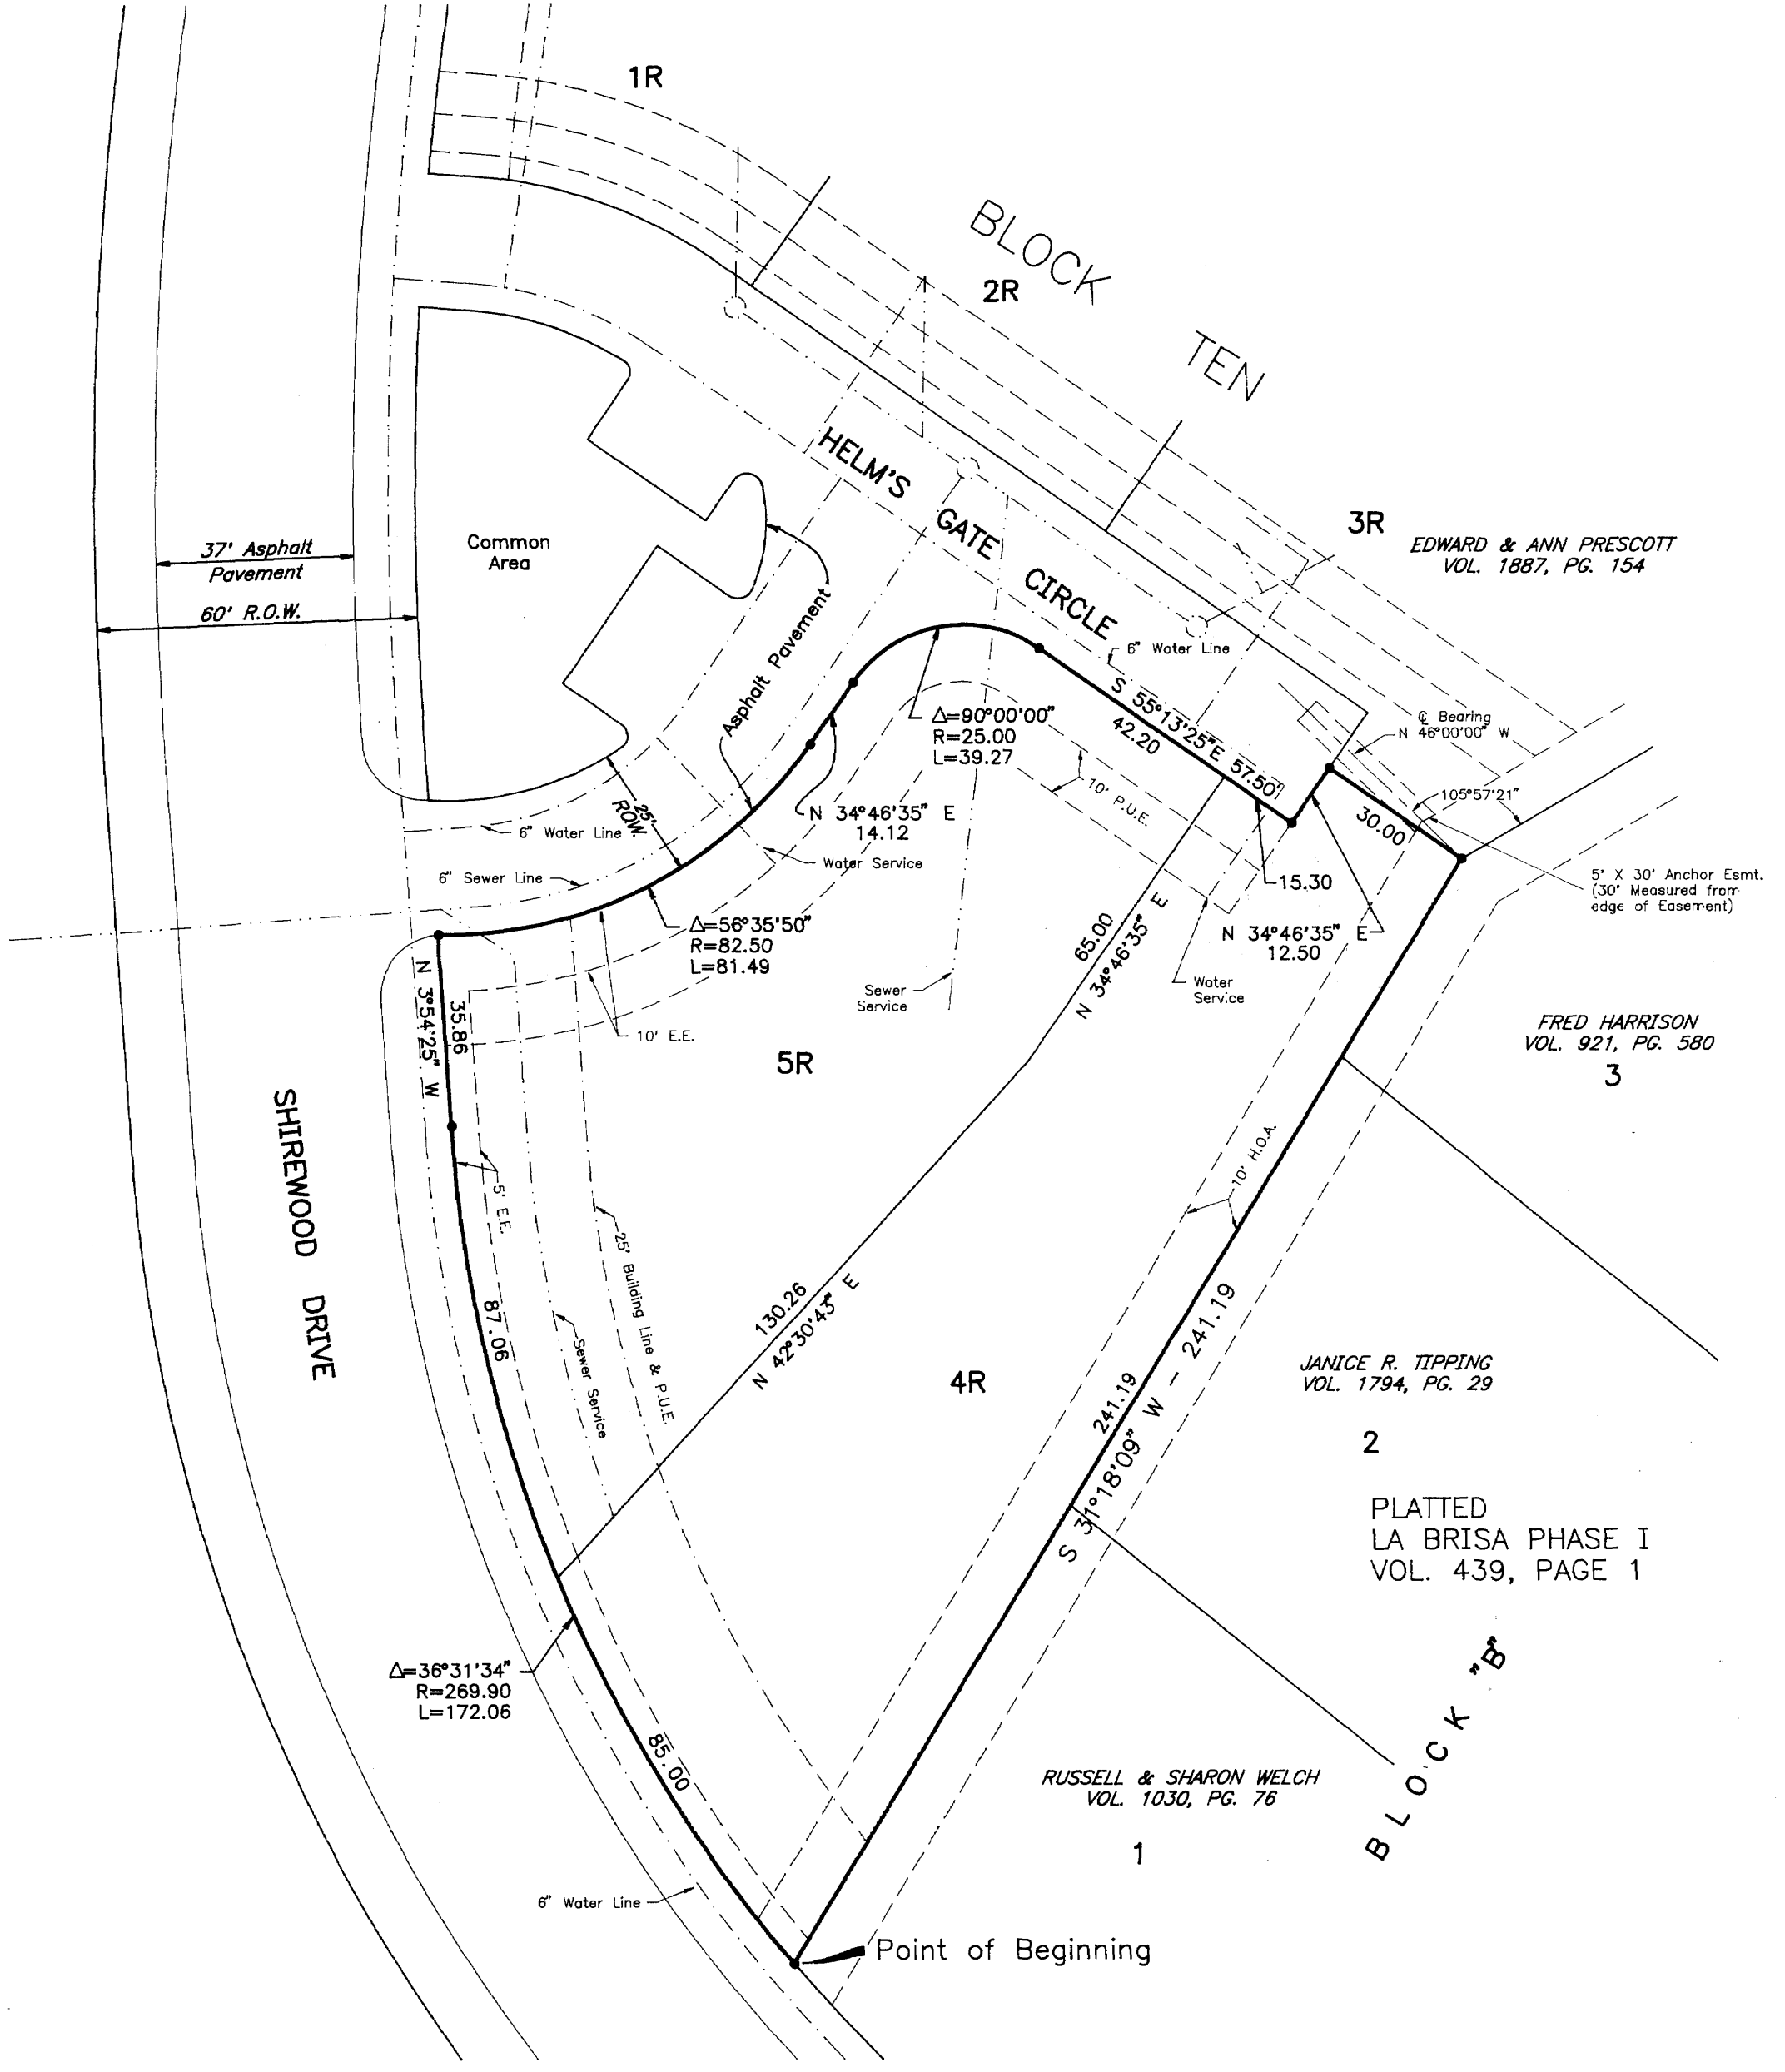 1R
BLOCK
TEN
2R
3R
EDWARD & ANN PRESCOTT
VOL. 1887, PG. 154
HELM'S
GATE
CIRCLE
37' Asphalt
Pavement
60' R.O.W.
Common
Area
Asphalt Pavement
6" Water Line
S 55°13'25"E 57.50'
42.20
℄ Bearing
N 46°00'00" W
105°57'21"
30.00
5' X 30' Anchor Esmt.
(30' Measured from
edge of Easement)
Δ=90°00'00"
R=25.00
L=39.27
10' P.U.E.
N 34°46'35" E
14.12
25'
ROW.
6" Water Line
Water Service
6" Sewer Line
15.30
N 34°46'35" E
12.50
Δ=56°35'50"
R=82.50
L=81.49
65.00
N 34°46'35" E
Sewer
Service
Water
Service
N 3°54'25" W
35.86
10' E.E.
5R
FRED HARRISON
VOL. 921, PG. 580
3
SHIREWOOD DRIVE
5' E.E.
25' Building Line & P.U.E.
10' H.O.A.
87.06
Sewer Service
130.26
N 42°30'43" E
4R
241.19
S 31°18'09" W - 241.19
JANICE R. TIPPING
VOL. 1794, PG. 29
2
PLATTED
LA BRISA PHASE I
VOL. 439, PAGE 1
BLOCK "B"
Δ=36°31'34"
R=269.90
L=172.06
85.00
RUSSELL & SHARON WELCH
VOL. 1030, PG. 76
1
6" Water Line
Point of Beginning